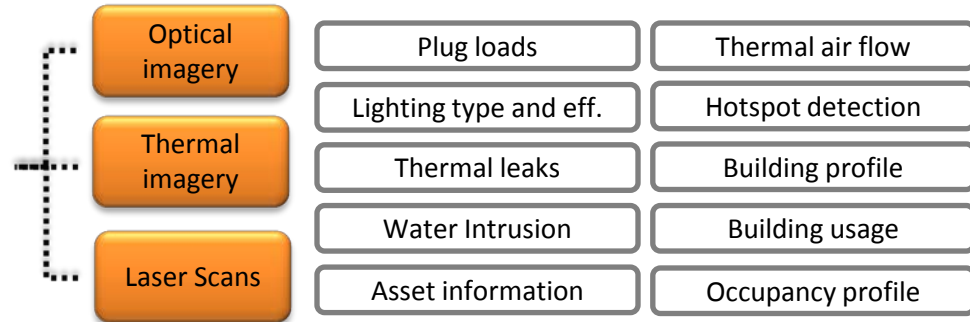 Optical
imagery
Thermal
imagery
Laser Scans
Plug loads
Lighting type and eff.
Thermal leaks
Water Intrusion
Asset information
Thermal air flow
Hotspot detection
Building profile
Building usage
Occupancy profile